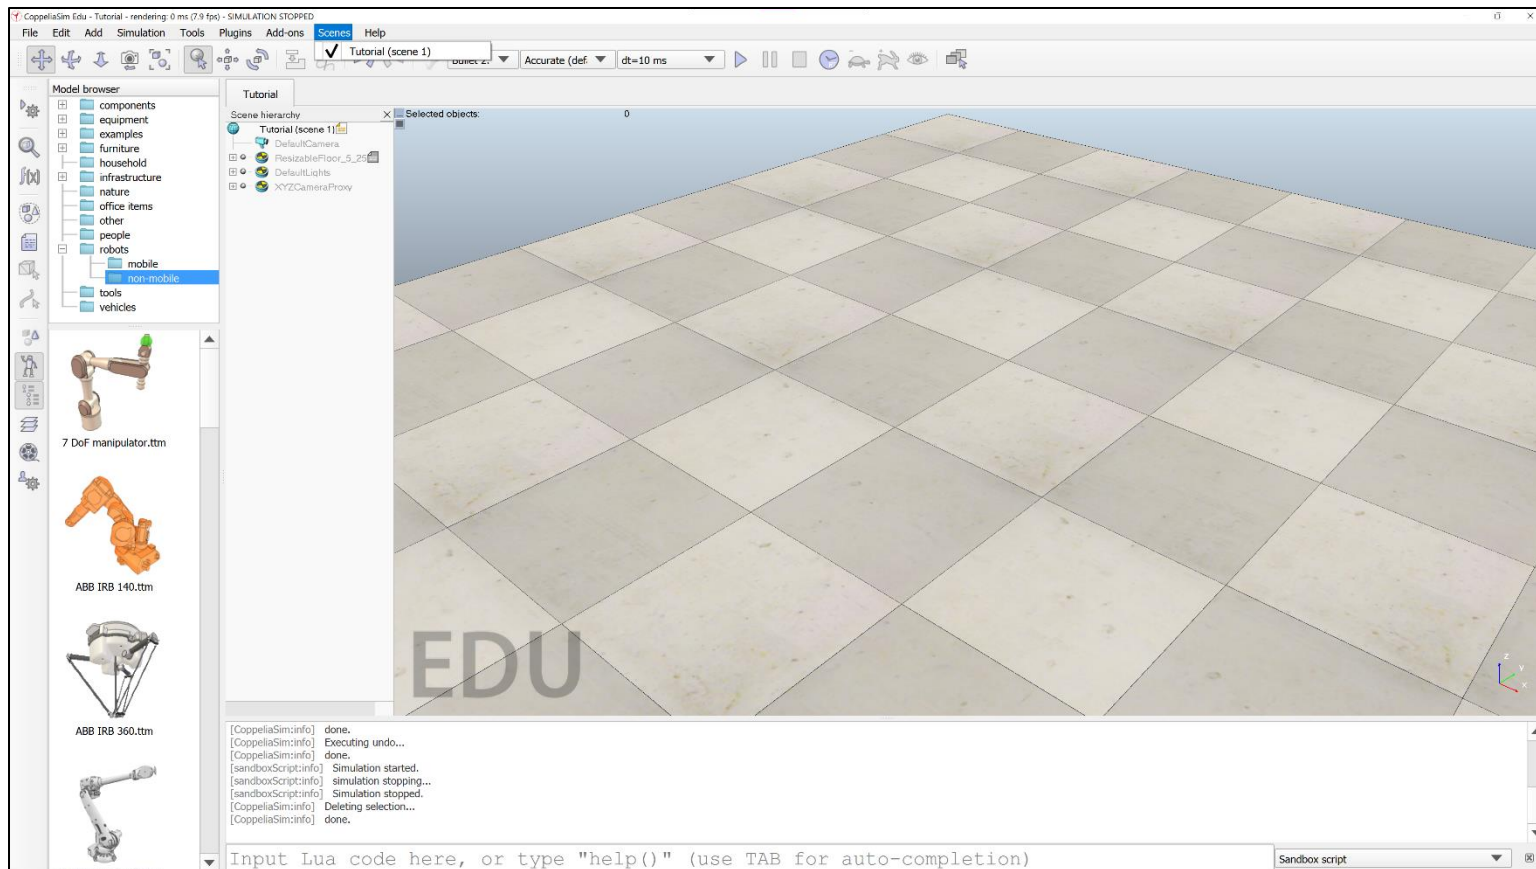 CoppeliaSim Edu - Tutorial - rendering: 0 ms (7.9 fps) - SIMULATION STOPPED
File Edit Add Simulation Tools Plugins Add-ons Scenes Help
Tutorial (scene 1)
Accurate (def. dt=10 ms
Model browser
components
equipment
examples
furniture
household
infrastructure
nature
office items
other
people
robots
mobile
non-mobile
tools
vehicles
7 DoF manipulator.ttm
ABB IRB 140.ttm
ABB IRB 360.ttm
Tutorial
Scene hierarchy
Tutorial (scene 1)
DefaultCamera
ResizableFloor_5_25
DefaultLights
XYZCameraProxy
Selected objects: 0
EDU
z
y
x
f(x)
[CoppeliaSim:info] done.
[CoppeliaSim:info] Executing undo...
[CoppeliaSim:info] done.
[sandboxScript:info] Simulation started.
[sandboxScript:info] simulation stopping...
[sandboxScript:info] Simulation stopped.
[CoppeliaSim:info] Deleting selection...
[CoppeliaSim:info] done.
Input Lua code here, or type "help()" (use TAB for auto-completion)
Sandbox script